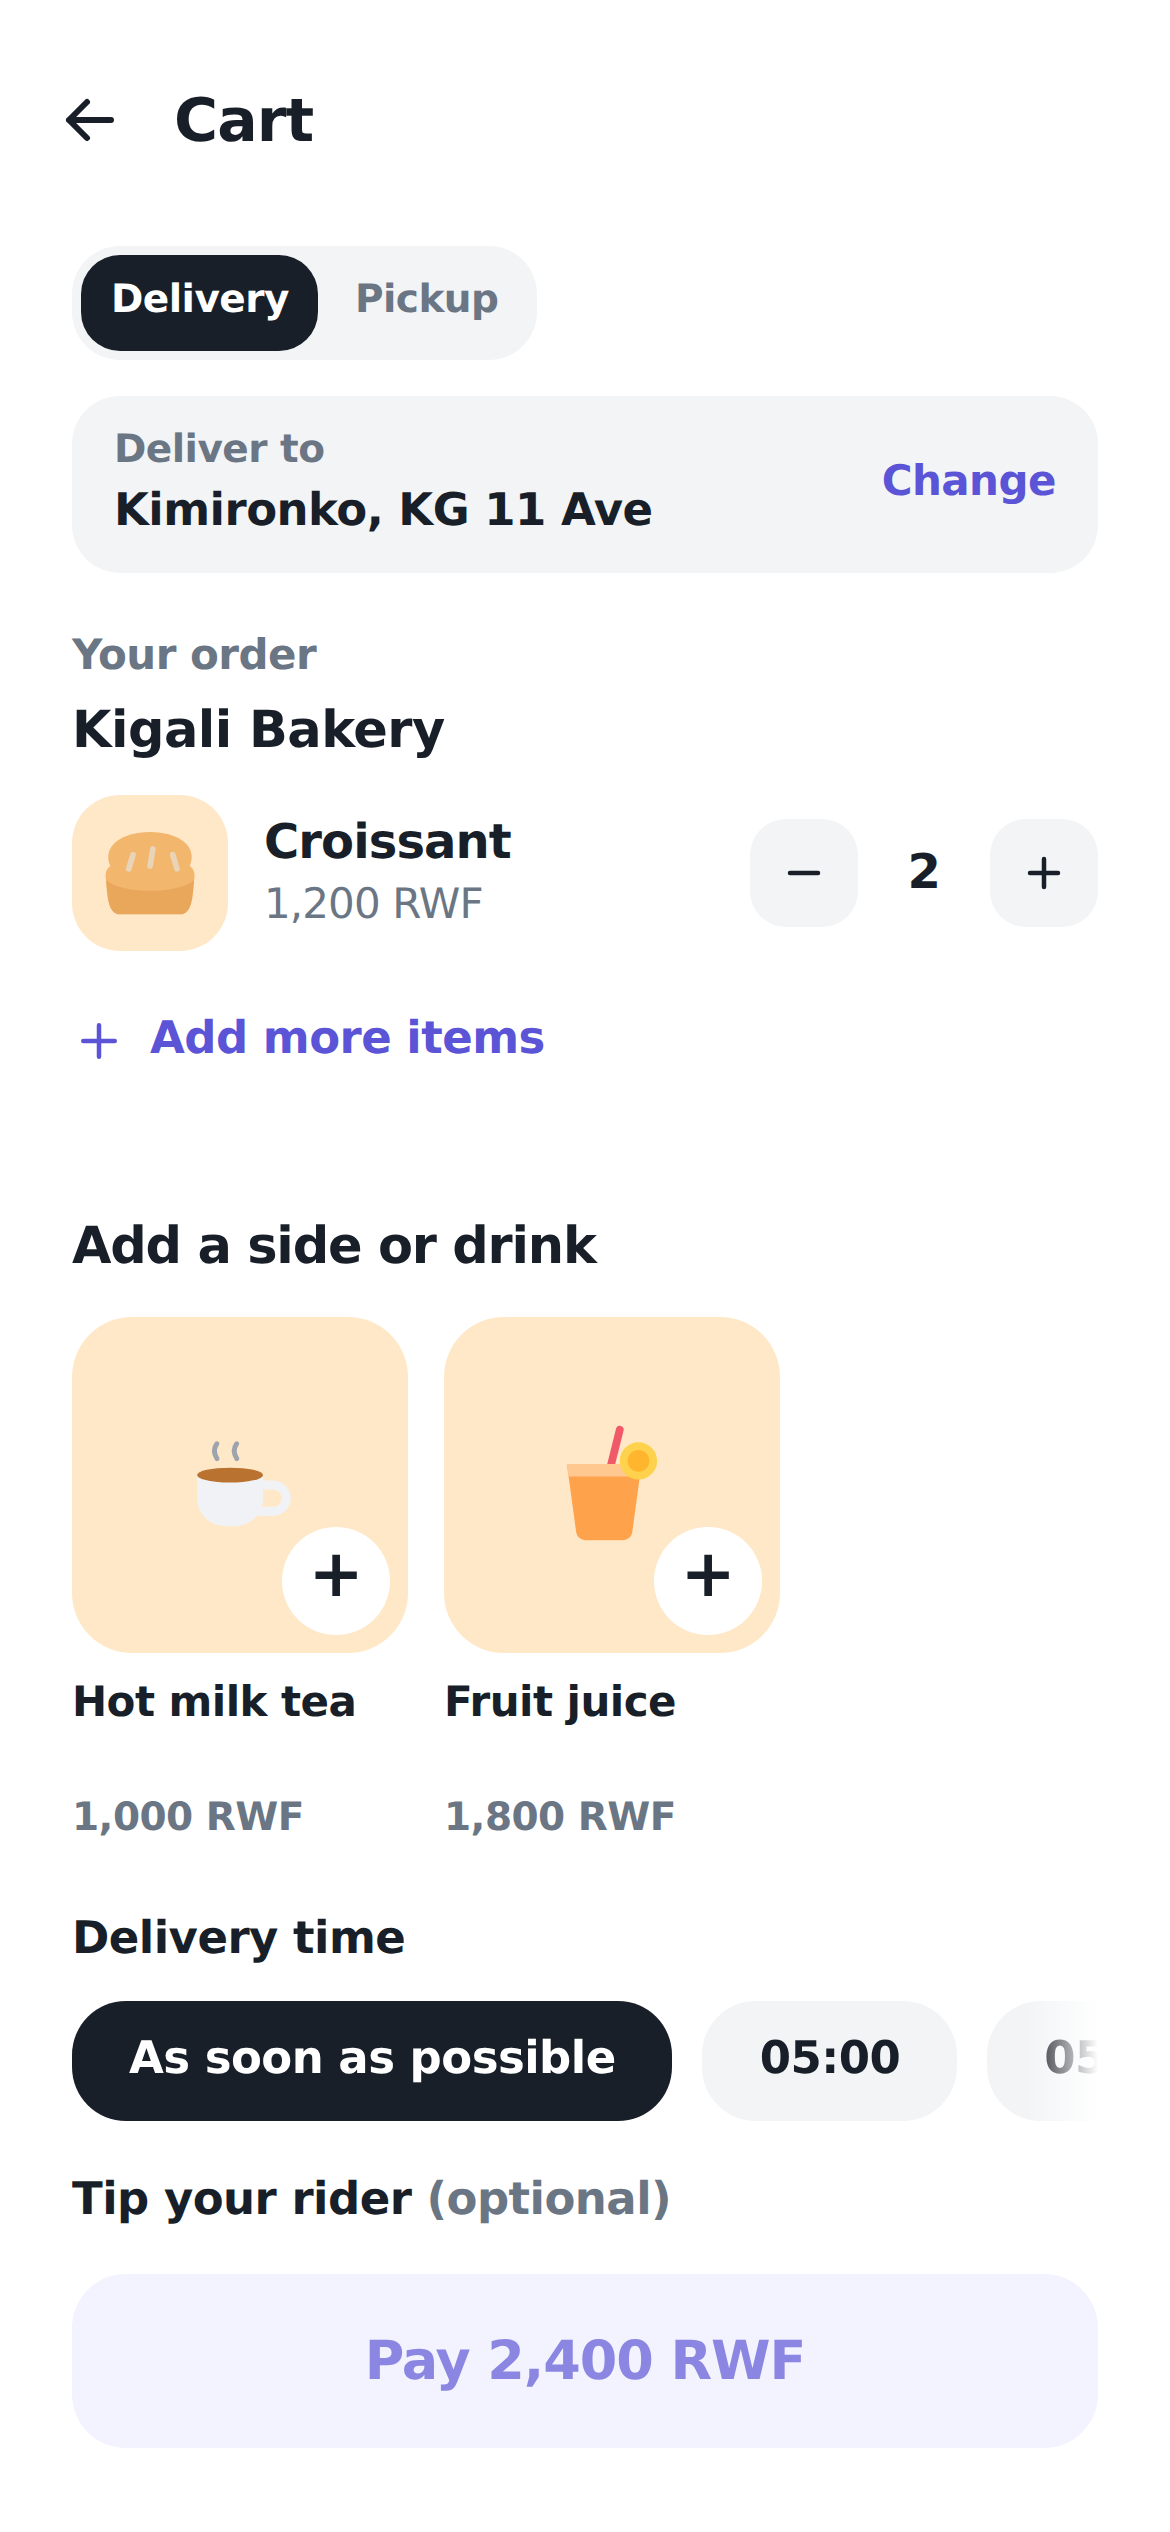 Cart
Delivery
Pickup
Deliver to
Kimironko, KG 11 Ave
Change
Your order
Kigali Bakery
Croissant
1,200 RWF
2
Add more items
Add a side or drink
Hot milk tea
1,000 RWF
Fruit juice
1,800 RWF
Delivery time
As soon as possible
05:00
Tip your rider (optional)
Pay 2,400 RWF